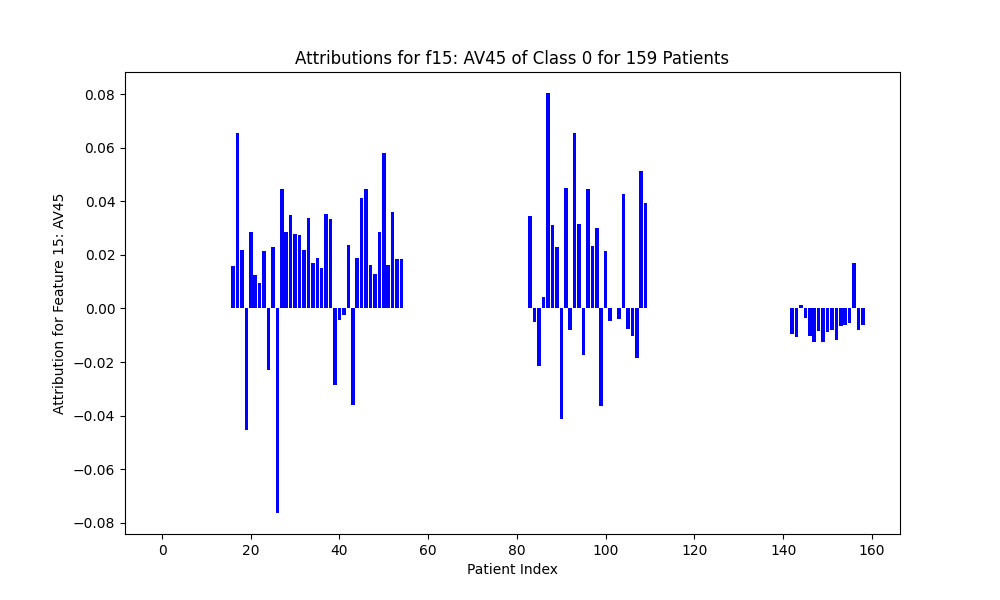 Attributions for f15: AV45 of Class 0 for 159 Patients
Attribution for Feature 15: AV45
0.08
0.06
0.04
0.02
0.00
−0.02
−0.04
−0.06
−0.08
0 20 40 60 80 100 120 140 160
Patient Index